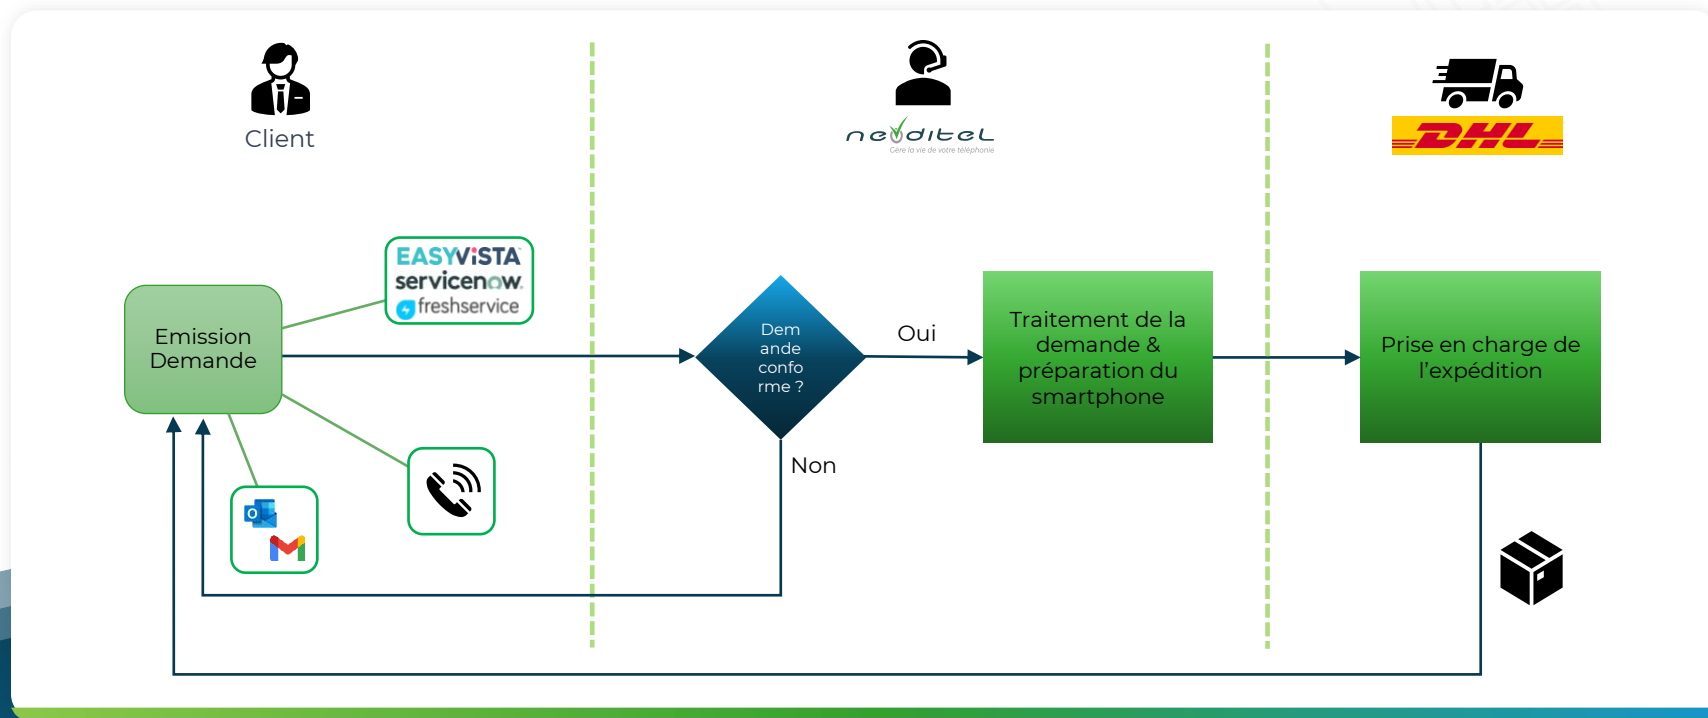 Client
neoditel
Gère la vie de votre téléphonie
DHL
EASYVISTA
servicenow
freshservice
Emission
Demande
Dem
ande
confo
rme ?
Oui
Non
Traitement de la
demande &
préparation du
smartphone
Prise en charge de
l'expédition